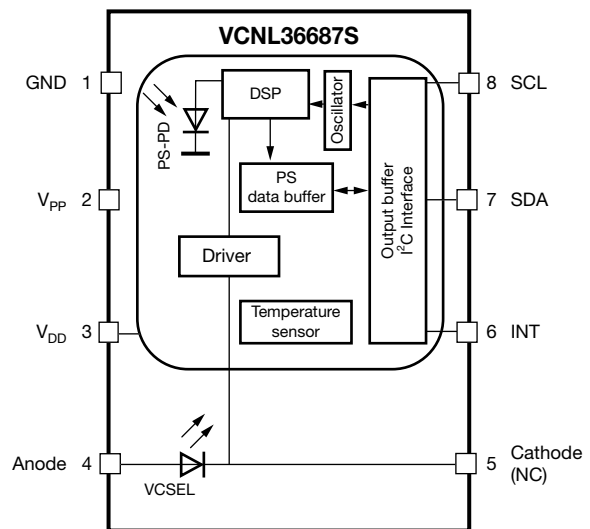 VCNL36687S
GND 1
8 SCL
DSP
Oscillator
PS-PD
PS
data buffer
Output buffer
I²C Interface
V_PP 2
7 SDA
Driver
Temperature
sensor
V_DD 3
6 INT
Anode 4
5 Cathode
(NC)
VCSEL